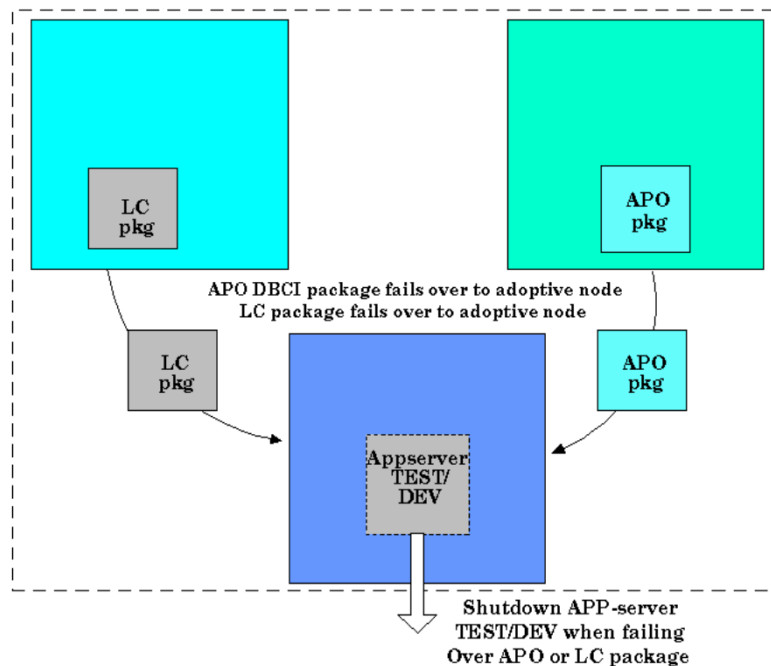 LC
pkg
APO
pkg
APO DBCI package fails over to adoptive node
LC package fails over to adoptive node
LC
pkg
APO
pkg
Appserver
TEST/
DEV
Shutdown APP-server
TEST/DEV when failing
Over APO or LC package